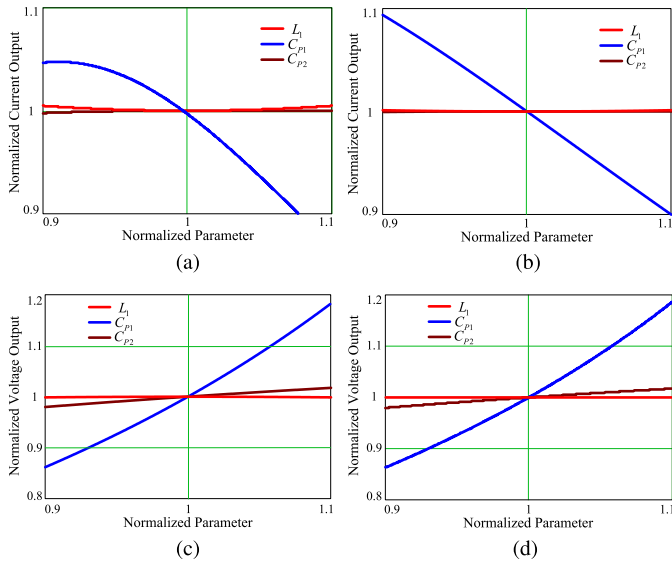 1.1
1
0.9
Normalized Current Output
L1
CP1
CP2
0.9
1
1.1
Normalized Parameter
(a)
1.1
1
0.9
Normalized Current Output
L1
CP1
CP2
0.9
1
1.1
Normalized Parameter
(b)
1.2
1.1
1
0.9
0.8
Normalized Voltage Output
L1
CP1
CP2
0.9
1
1.1
Normalized Parameter
(c)
1.2
1.1
1
0.9
0.8
Normalized Voltage Output
L1
CP1
CP2
0.9
1
1.1
Normalized Parameter
(d)